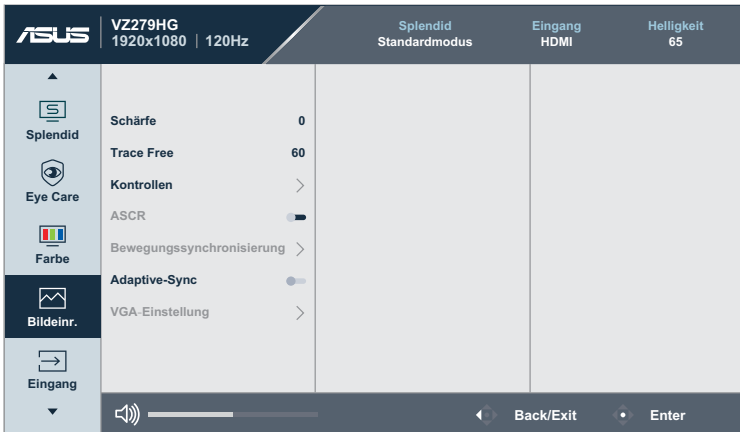 ASUS
VZ279HG
1920x1080 | 120Hz
Splendid
Standardmodus
Eingang
HDMI
Helligkeit
65
S
Splendid
Eye Care
Farbe
Bildeinr.
Eingang
Schärfe 0
Trace Free 60
Kontrollen
ASCR
Bewegungssynchronisierung
Adaptive-Sync
VGA-Einstellung
Back/Exit
Enter